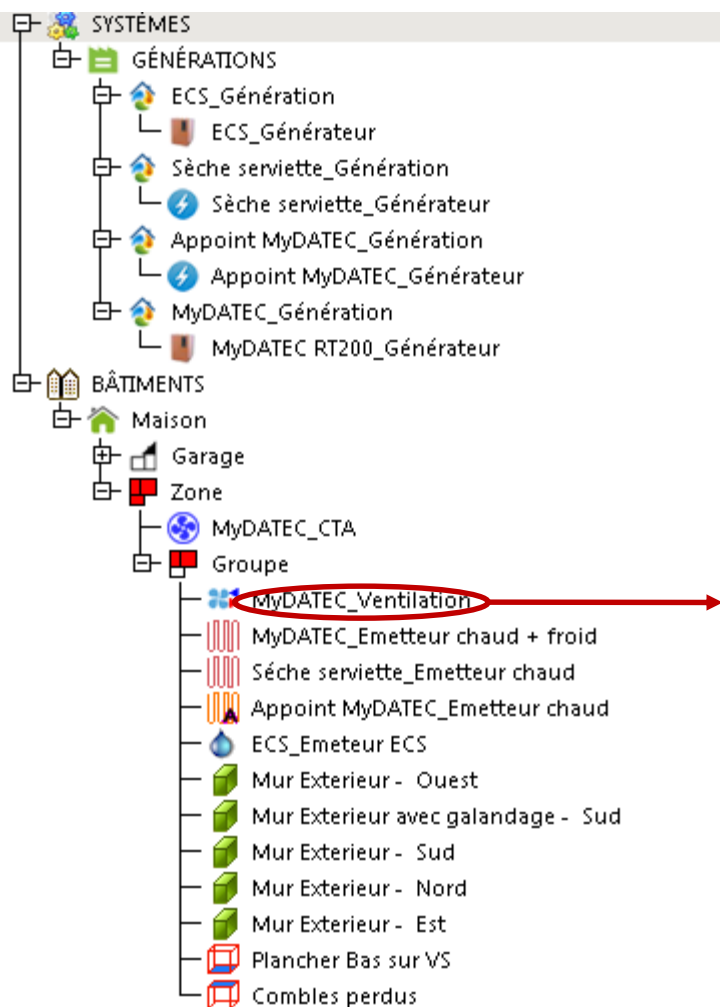 SYSTÈMES
GÉNÉRATIONS
ECS_Génération
ECS_Générateur
Sèche serviette_Génération
Sèche serviette_Générateur
Appoint MyDATEC_Génération
Appoint MyDATEC_Générateur
MyDATEC_Génération
MyDATEC RT200_Générateur
BÂTIMENTS
Maison
Garage
Zone
MyDATEC_CTA
Groupe
MyDATEC_Ventilation
MyDATEC_Emetteur chaud + froid
Séche serviette_Emetteur chaud
Appoint MyDATEC_Emetteur chaud
ECS_Emeteur ECS
Mur Exterieur - Ouest
Mur Exterieur avec galandage - Sud
Mur Exterieur - Sud
Mur Exterieur - Nord
Mur Exterieur - Est
Plancher Bas sur VS
Combles perdus